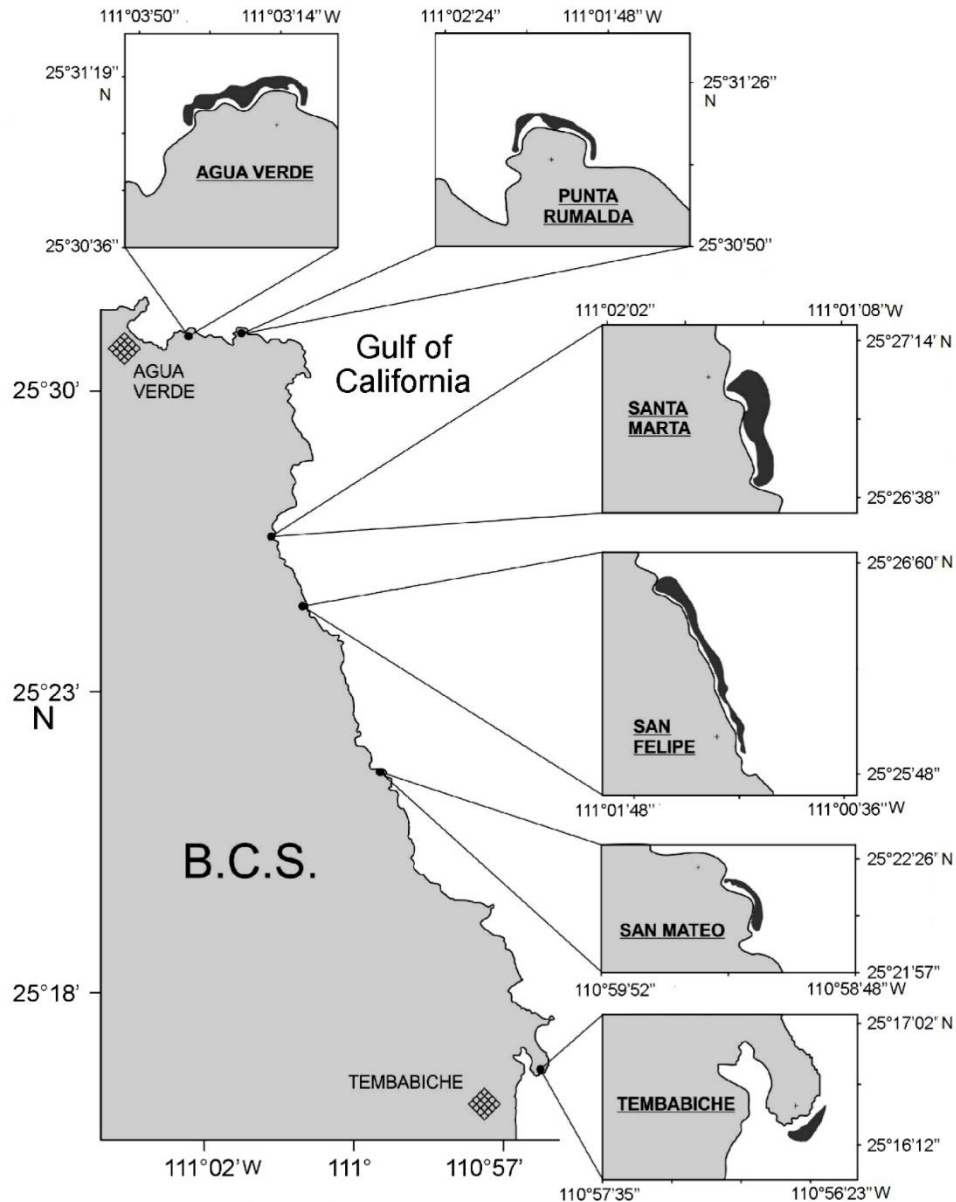 111°03'50'' 111°03'14''W
25°31'19''
N
AGUA VERDE
25°30'36''
111°02'24'' 111°01'48''W
25°31'26''
N
PUNTA
RUMALDA
25°30'50''
Gulf of
California
AGUA
VERDE
25°30'
25°23'
N
B.C.S.
25°18'
TEMBABICHE
111°02'W 111° 110°57'
111°02'02'' 111°01'08''W
25°27'14''N
SANTA
MARTA
25°26'38''
25°26'60''N
SAN
FELIPE
25°25'48''
111°01'48'' 111°00'36''W
25°22'26''N
SAN MATEO
25°21'57''
110°59'52'' 110°58'48''W
25°17'02''N
TEMBABICHE
25°16'12''
110°57'35'' 110°56'23''W